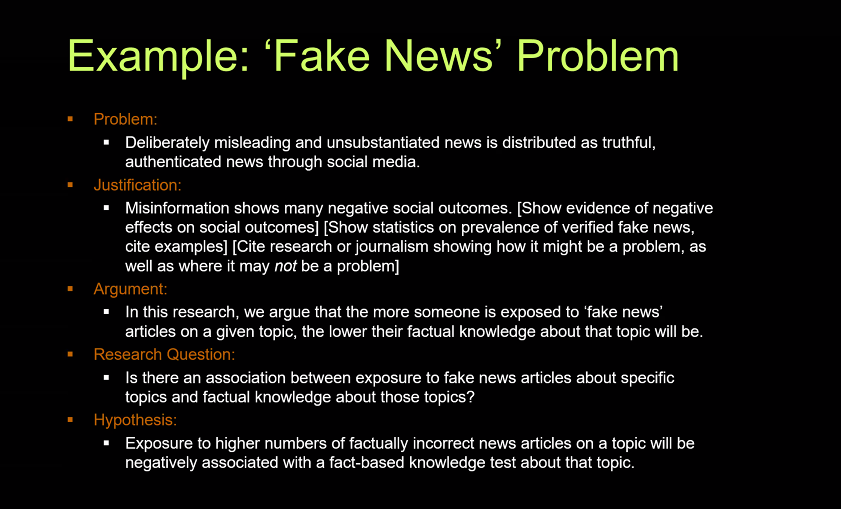 Example: ‘Fake News’ Problem
Problem:
Deliberately misleading and unsubstantiated news is distributed as truthful,
authenticated news through social media.
Justification:
Misinformation shows many negative social outcomes. [Show evidence of negative
effects on social outcomes] [Show statistics on prevalence of verified fake news,
cite examples] [Cite research or journalism showing how it might be a problem, as
well as where it may not be a problem]
Argument:
In this research, we argue that the more someone is exposed to ‘fake news’
articles on a given topic, the lower their factual knowledge about that topic will be.
Research Question:
Is there an association between exposure to fake news articles about specific
topics and factual knowledge about those topics?
Hypothesis:
Exposure to higher numbers of factually incorrect news articles on a topic will be
negatively associated with a fact-based knowledge test about that topic.